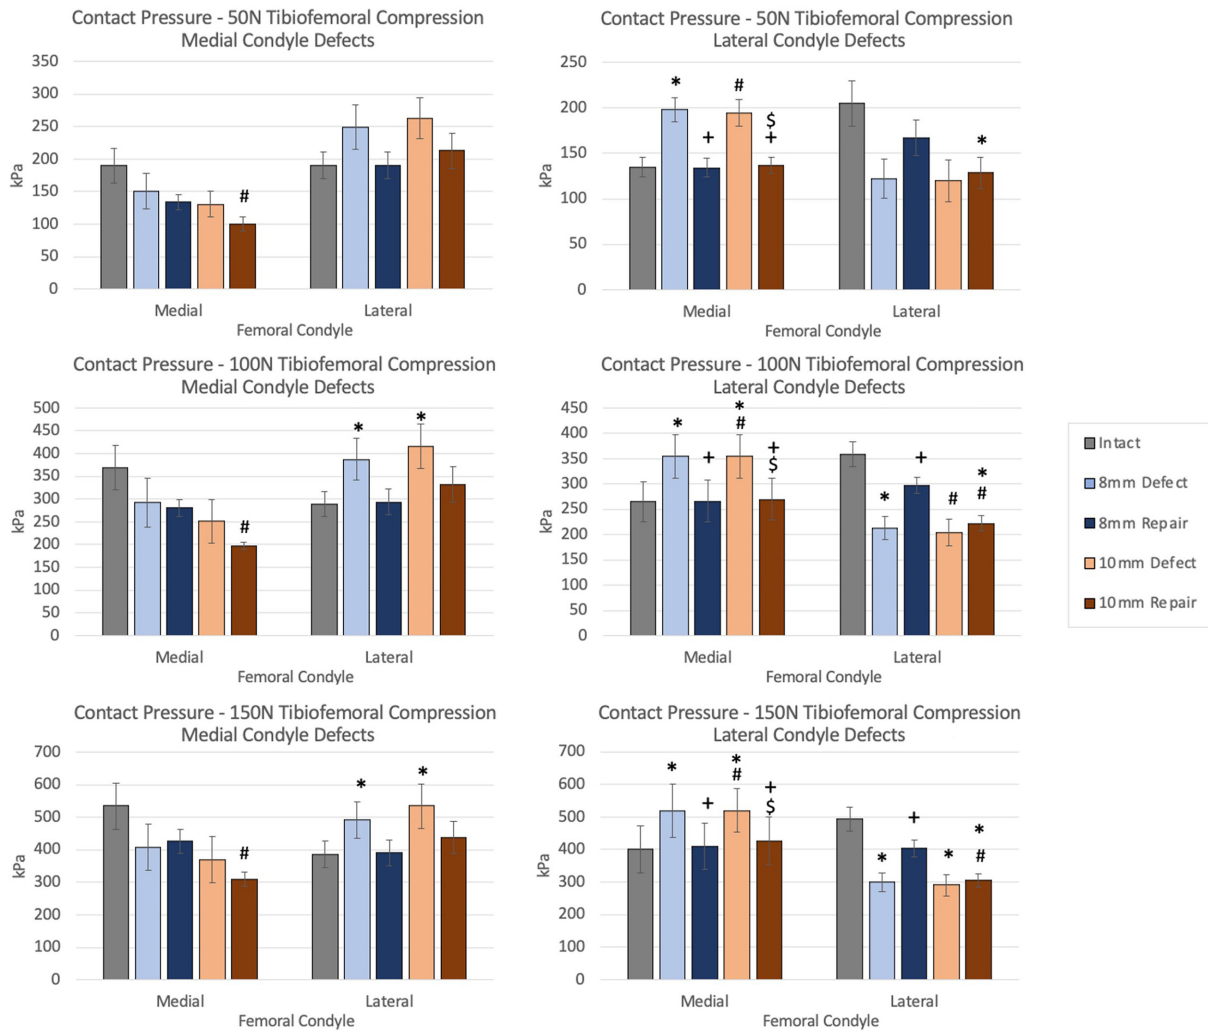 Contact Pressure - 50N Tibiofemoral Compression
Medial Condyle Defects
350
300
250
200
150
100
50
0
kPa
#
Medial
Lateral
Femoral Condyle
Contact Pressure - 50N Tibiofemoral Compression
Lateral Condyle Defects
250
200
150
100
50
0
kPa
*
+
#
$
+
*
Medial
Lateral
Femoral Condyle
Contact Pressure - 100N Tibiofemoral Compression
Medial Condyle Defects
500
450
400
350
300
250
200
150
100
50
0
kPa
#
*
*
Medial
Lateral
Femoral Condyle
Contact Pressure - 100N Tibiofemoral Compression
Lateral Condyle Defects
450
400
350
300
250
200
150
100
50
0
kPa
*
+
*
#
+
$
*
+
#
*
#
Medial
Lateral
Femoral Condyle
Intact
8mm Defect
8mm Repair
10mm Defect
10mm Repair
Contact Pressure - 150N Tibiofemoral Compression
Medial Condyle Defects
700
600
500
400
300
200
100
0
kPa
#
*
*
Medial
Lateral
Femoral Condyle
Contact Pressure - 150N Tibiofemoral Compression
Lateral Condyle Defects
700
600
500
400
300
200
100
0
kPa
*
+
*
#
+
$
*
+
*
*
#
Medial
Lateral
Femoral Condyle